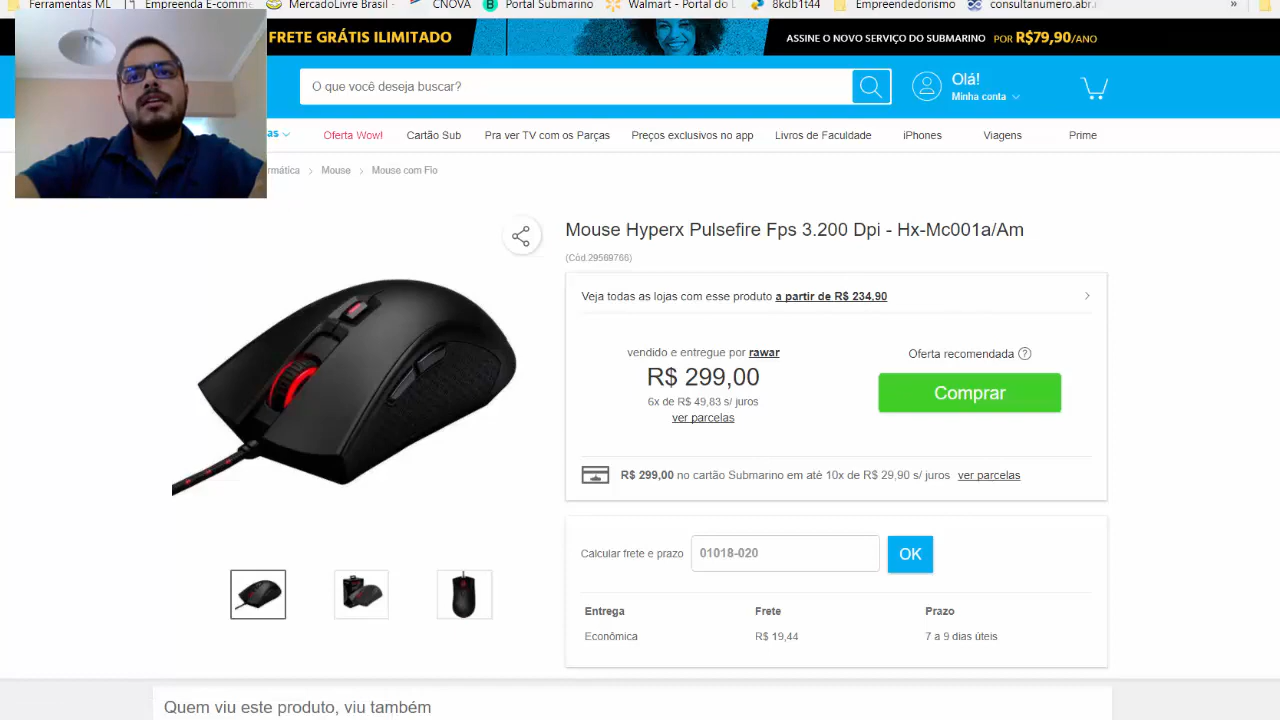 Ferramentas ML
Empreenda E-comme
MercadoLivre Brasil -
CNOVA
Portal Submarino
Walmart - Portal do L
8kdb1t44
Empreendedorismo
consultanumero.abr.
»
FRETE GRÁTIS ILIMITADO
ASSINE O NOVO SERVIÇO DO SUBMARINO POR R$79,90/ANO
O que você deseja buscar?
Olá!
Minha conta
as
Oferta Wow!
Cartão Sub
Pra ver TV com os Parças
Preços exclusivos no app
Livros de Faculdade
iPhones
Viagens
Prime
rmática > Mouse > Mouse com Fio
Mouse Hyperx Pulsefire Fps 3.200 Dpi - Hx-Mc001a/Am
(Cód.29569766)
Veja todas as lojas com esse produto a partir de R$ 234,90
vendido e entregue por rawar
R$ 299,00
6x de R$ 49,83 s/ juros
ver parcelas
Oferta recomendada ?
Comprar
R$ 299,00 no cartão Submarino em até 10x de R$ 29,90 s/ juros ver parcelas
Calcular frete e prazo
01018-020
OK
Entrega Frete Prazo
Econômica R$ 19,44 7 a 9 dias úteis
Quem viu este produto, viu também